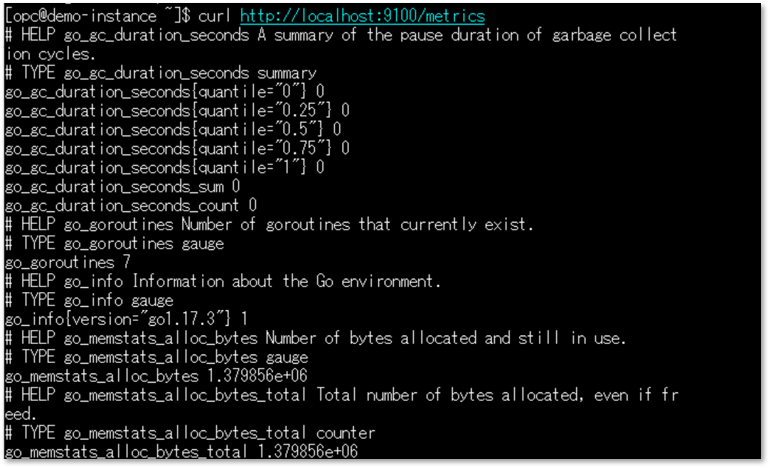 [opc@demo-instance ~]$ curl http://localhost:9100/metrics
# HELP go_gc_duration_seconds A summary of the pause duration of garbage collect
ion cycles.
# TYPE go_gc_duration_seconds summary
go_gc_duration_seconds{quantile="0"} 0
go_gc_duration_seconds{quantile="0.25"} 0
go_gc_duration_seconds{quantile="0.5"} 0
go_gc_duration_seconds{quantile="0.75"} 0
go_gc_duration_seconds{quantile="1"} 0
go_gc_duration_seconds_sum 0
go_gc_duration_seconds_count 0
# HELP go_goroutines Number of goroutines that currently exist.
# TYPE go_goroutines gauge
go_goroutines 7
# HELP go_info Information about the Go environment.
# TYPE go_info gauge
go_info{version="go1.17.3"} 1
# HELP go_memstats_alloc_bytes Number of bytes allocated and still in use.
# TYPE go_memstats_alloc_bytes gauge
go_memstats_alloc_bytes 1.379856e+06
# HELP go_memstats_alloc_bytes_total Total number of bytes allocated, even if fr
eed.
# TYPE go_memstats_alloc_bytes_total counter
go_memstats_alloc_bytes_total 1.379856e+06